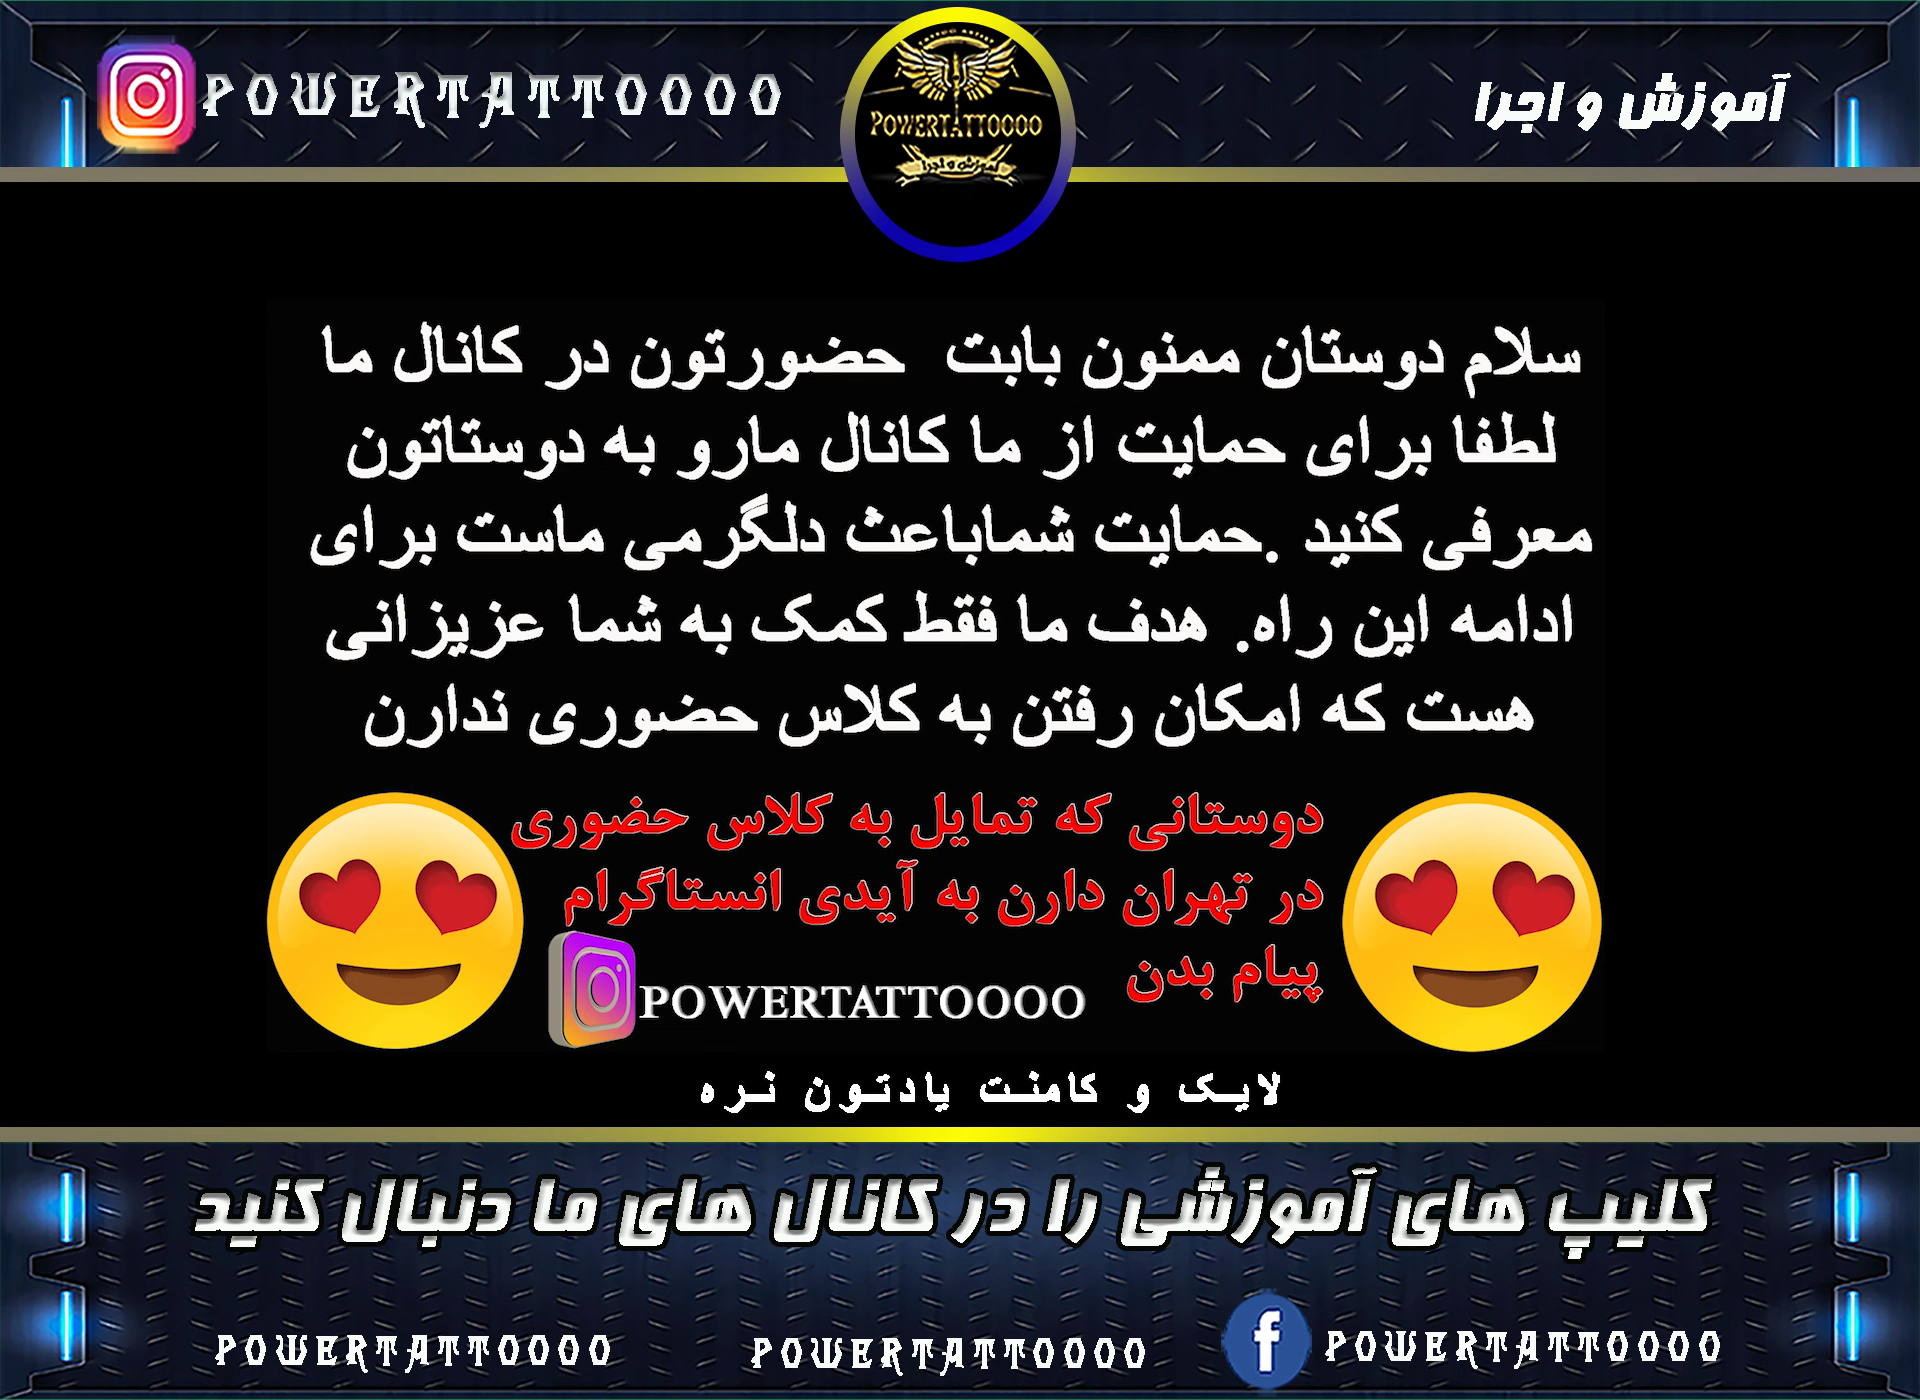 POWERTATTOOOO
TATTOO ARTIST
POWERTATTOOOO
آموزش و اجرا
آموزش و اجرا
سلام دوستان ممنون بابت حضورتون در کانال ما
لطفا برای حمایت از ما کانال مارو به دوستاتون
معرفی کنید .حمایت شماباعث دلگرمی ماست برای
ادامه این راه. هدف ما فقط کمک به شما عزیزانی
هست که امکان رفتن به کلاس حضوری ندارن
دوستانی که تمایل به کلاس حضوری
در تهران دارن به آیدی انستاگرام
پیام بدن
POWERTATTOOOO
لایک و کامنت یادتون نره
کلیپ های آموزشی را در کانال های ما دنبال کنید
POWERTATTOOOO
POWERTATTOOOO
POWERTATTOOOO